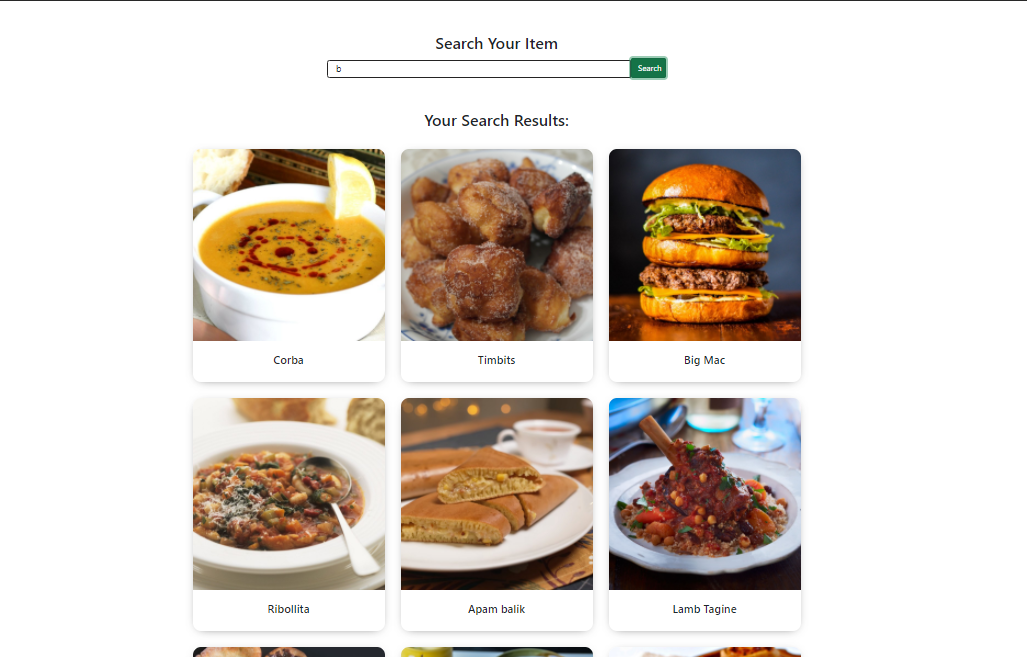 Search Your Item
b
Search
Your Search Results:
Corba
Timbits
Big Mac
Ribollita
Apam balik
Lamb Tagine